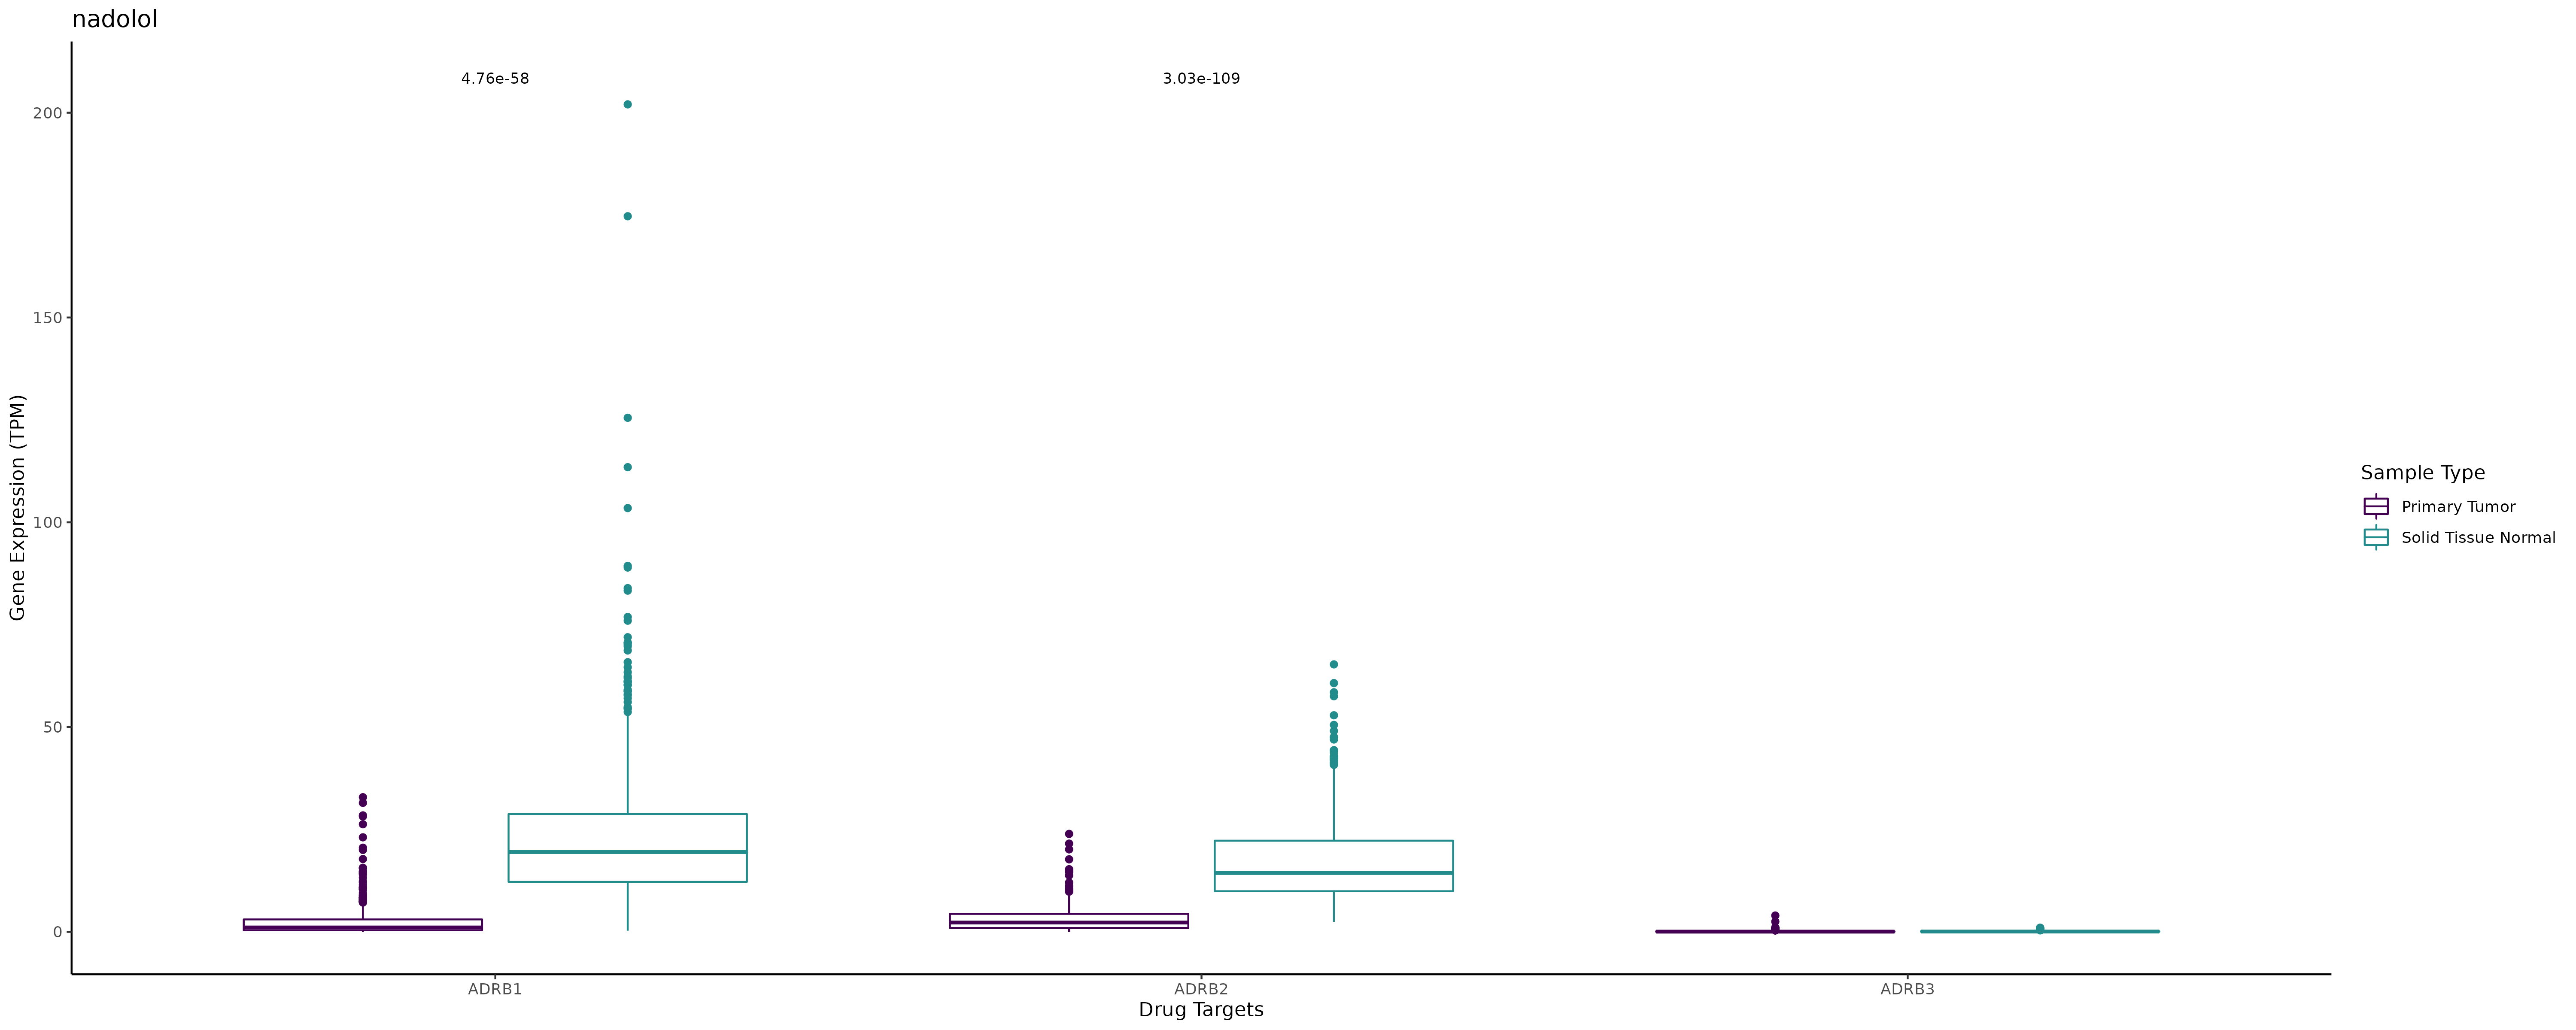 nadolol
4.76e-58
3.03e-109
200
150
100
50
0
Gene Expression (TPM)
ADRB1
ADRB2
ADRB3
Drug Targets
Sample Type
Primary Tumor
Solid Tissue Normal